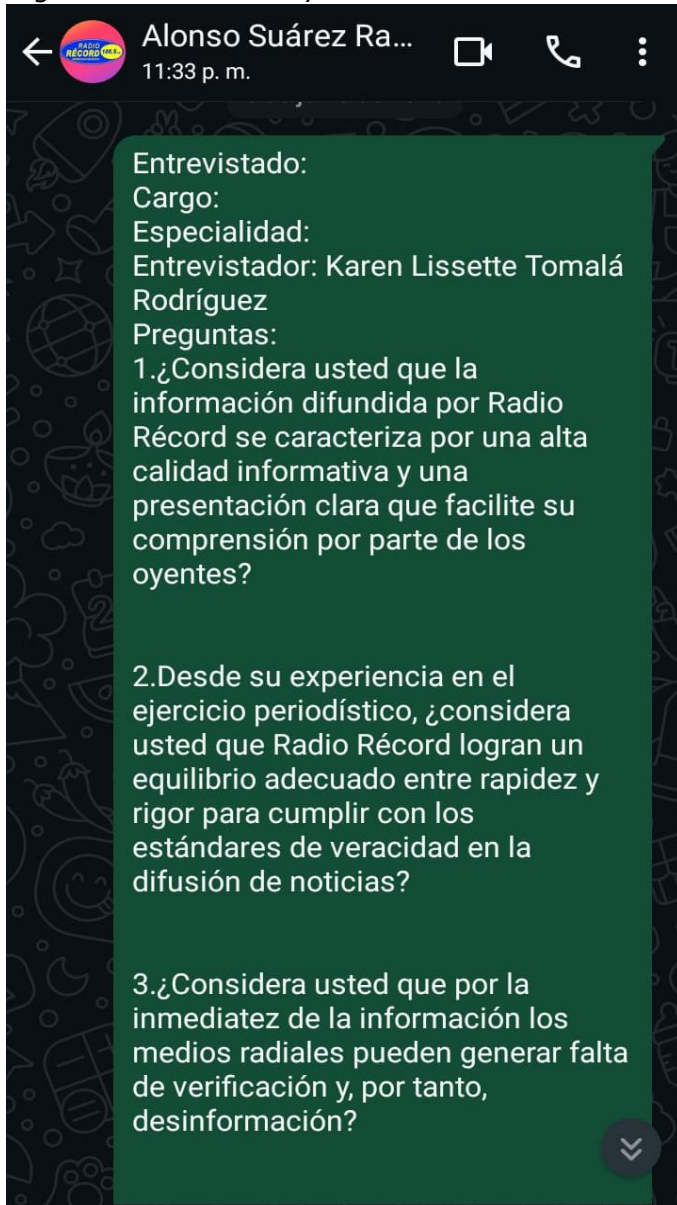 Alonso Suárez Ra...
11:33 p. m.
RADIO
RÉCORD
Entrevistado:
Cargo:
Especialidad:
Entrevistador: Karen Lissette Tomalá
Rodríguez
Preguntas:
1.¿Considera usted que la
información difundida por Radio
Récord se caracteriza por una alta
calidad informativa y una
presentación clara que facilite su
comprensión por parte de los
oyentes?
2.Desde su experiencia en el
ejercicio periodístico, ¿considera
usted que Radio Récord logran un
equilibrio adecuado entre rapidez y
rigor para cumplir con los
estándares de veracidad en la
difusión de noticias?
3.¿Considera usted que por la
inmediatez de la información los
medios radiales pueden generar falta
de verificación y, por tanto,
desinformación?